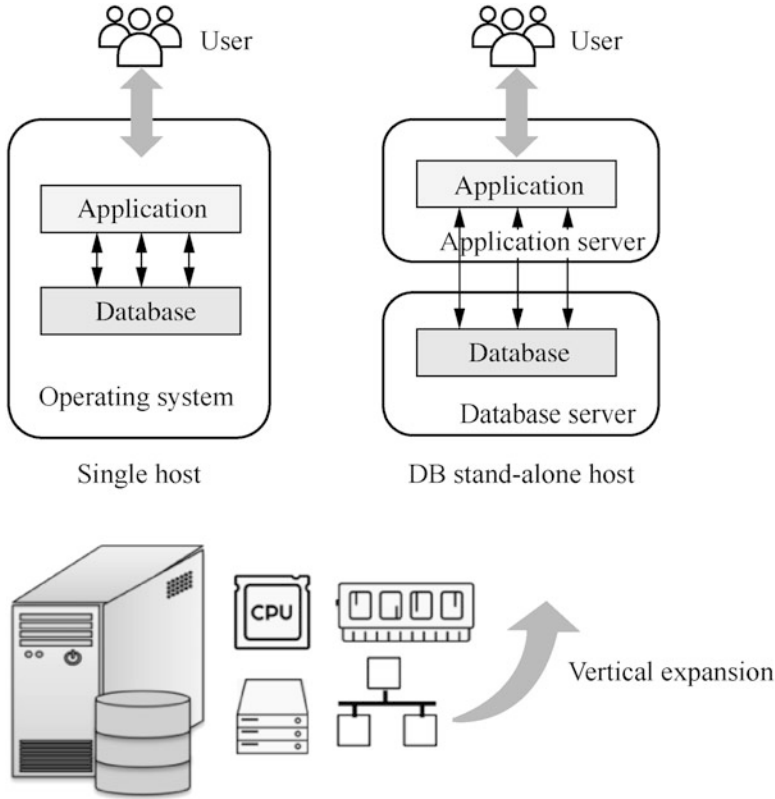 User
User
Application
Database
Operating system
Single host
Application
Application server
Database
Database server
DB stand-alone host
CPU
Vertical expansion